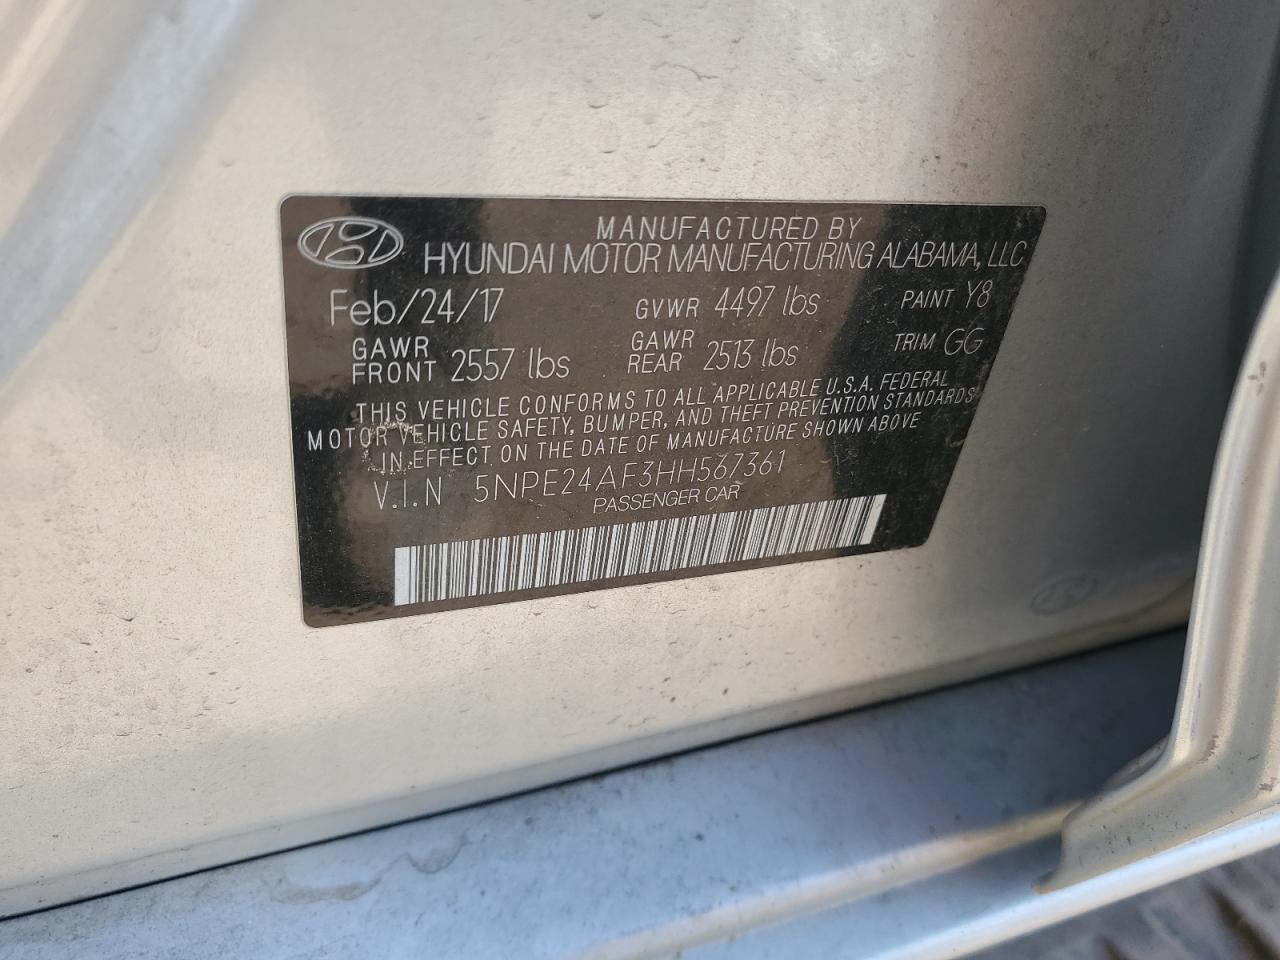 MANUFACTURED BY
HYUNDAI MOTOR MANUFACTURING ALABAMA, LLC
Feb/24/17 GVWR 4497 lbs PAINT Y8
GAWR FRONT 2557 lbs GAWR REAR 2513 lbs TRIM GG
THIS VEHICLE CONFORMS TO ALL APPLICABLE U.S.A. FEDERAL
MOTOR VEHICLE SAFETY, BUMPER, AND THEFT PREVENTION STANDARDS
IN EFFECT ON THE DATE OF MANUFACTURE SHOWN ABOVE
V.I.N 5NPE24AF3HH567361
PASSENGER CAR